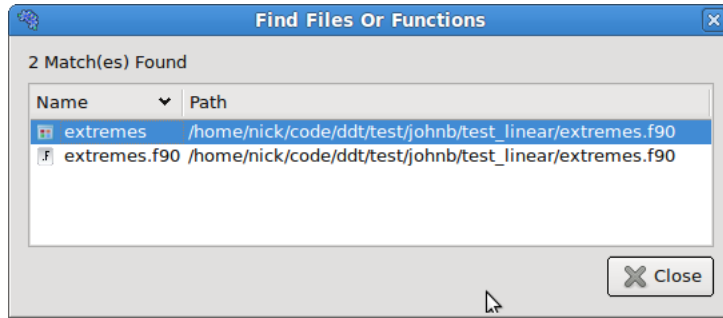 Find Files Or Functions
2 Match(es) Found
Name Path
extremes /home/nick/code/ddt/test/johnb/test_linear/extremes.f90
F extremes.f90 /home/nick/code/ddt/test/johnb/test_linear/extremes.f90
Close